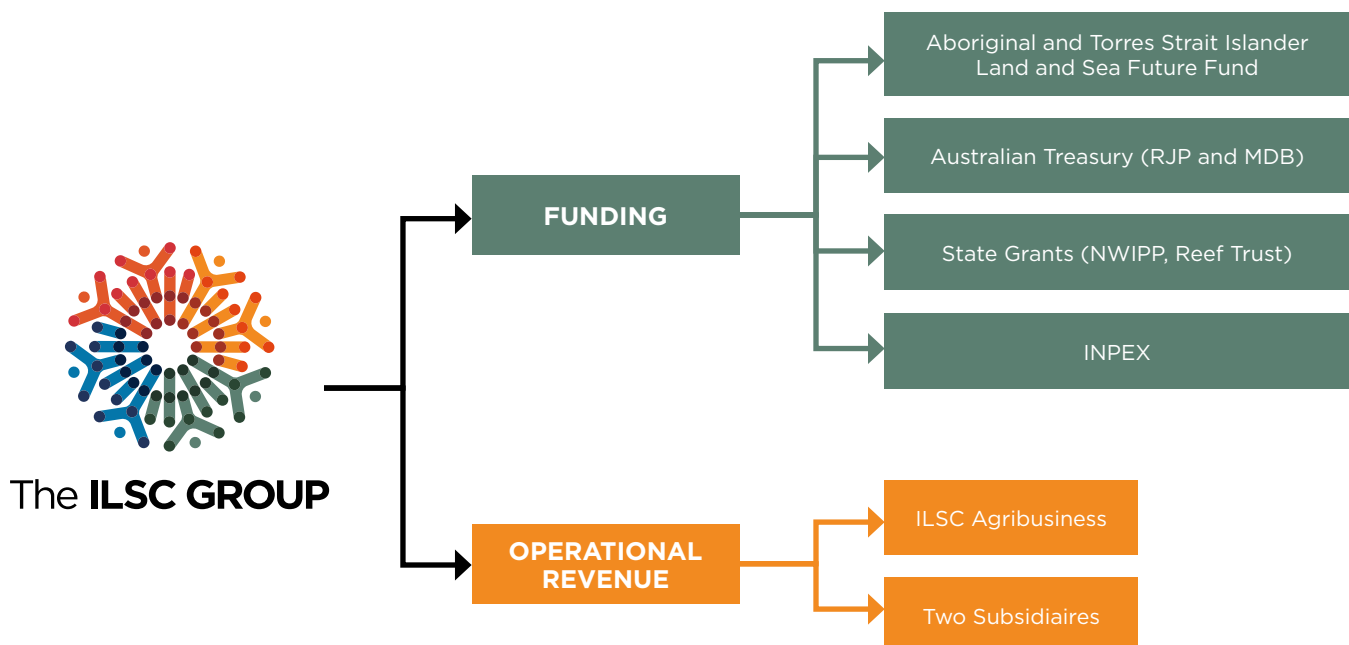 The ILSC GROUP
FUNDING
Aboriginal and Torres Strait Islander
Land and Sea Future Fund
Australian Treasury (RJP and MDB)
State Grants (NWIPP, Reef Trust)
INPEX
OPERATIONAL
REVENUE
ILSC Agribusiness
Two Subsidiaires